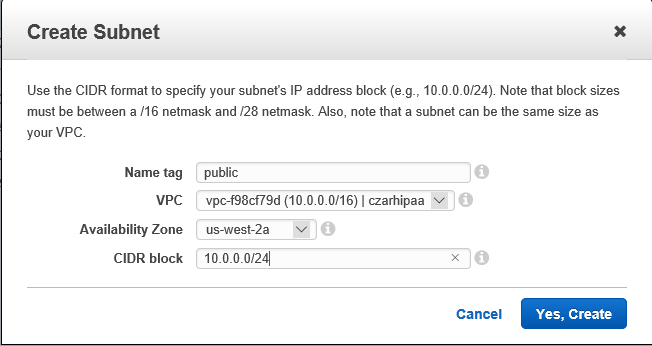 Create Subnet
Use the CIDR format to specify your subnet's IP address block (e.g., 10.0.0.0/24). Note that block sizes
must be between a /16 netmask and /28 netmask. Also, note that a subnet can be the same size as
your VPC.
Name tag public
VPC vpc-f98cf79d (10.0.0.0/16) | czarhipaa
Availability Zone us-west-2a
CIDR block 10.0.0.0/24
Cancel Yes, Create